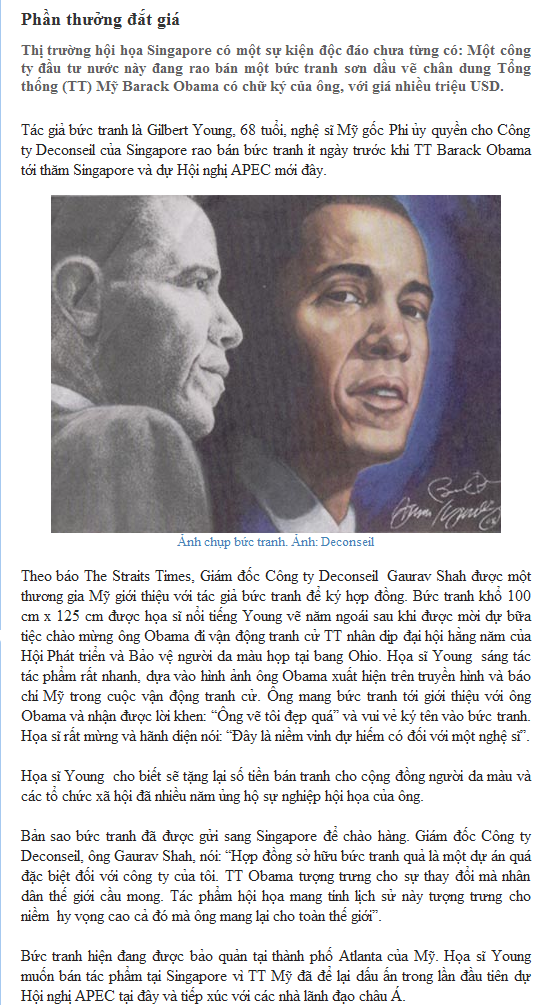 Phần thưởng đắt giá
Thị trường hội họa Singapore có một sự kiện độc đáo chưa từng có: Một công
ty đầu tư nước này đang rao bán một bức tranh sơn dầu vẽ chân dung Tổng
thống (TT) Mỹ Barack Obama có chữ ký của ông, với giá nhiều triệu USD.
Tác giả bức tranh là Gilbert Young, 68 tuổi, nghệ sĩ Mỹ gốc Phi ủy quyền cho Công
ty Deconseil của Singapore rao bán bức tranh ít ngày trước khi TT Barack Obama
tới thăm Singapore và dự Hội nghị APEC mới đây.
Ảnh chụp bức tranh. Ảnh: Deconseil
Theo báo The Straits Times, Giám đốc Công ty Deconseil Gaurav Shah được một
thương gia Mỹ giới thiệu với tác giả bức tranh để ký hợp đồng. Bức tranh khổ 100
cm x 125 cm được họa sĩ nổi tiếng Young vẽ năm ngoái sau khi được mời dự bữa
tiệc chào mừng ông Obama đi vận động tranh cử TT nhân dịp đại hội hằng năm của
Hội Phát triển và Bảo vệ người da màu họp tại bang Ohio. Họa sĩ Young sáng tác
tác phẩm rất nhanh, dựa vào hình ảnh ông Obama xuất hiện trên truyền hình và báo
chí Mỹ trong cuộc vận động tranh cử. Ông mang bức tranh tới giới thiệu với ông
Obama và nhận được lời khen: “Ông vẽ tôi đẹp quá” và vui vẻ ký tên vào bức tranh.
Họa sĩ rất mừng và hãnh diện nói: “Đây là niềm vinh dự hiếm có đối với một nghệ sĩ”.
Họa sĩ Young cho biết sẽ tặng lại số tiền bán tranh cho cộng đồng người da màu và
các tổ chức xã hội đã nhiều năm ủng hộ sự nghiệp hội họa của ông.
Bản sao bức tranh đã được gửi sang Singapore để chào hàng. Giám đốc Công ty
Deconseil, ông Gaurav Shah, nói: “Hợp đồng sở hữu bức tranh quả là một dự án quá
đặc biệt đối với công ty của tôi. TT Obama tượng trưng cho sự thay đổi mà nhân
dân thế giới cầu mong. Tác phẩm hội họa mang tính lịch sử này tượng trưng cho
niềm hy vọng cao cả đó mà ông mang lại cho toàn thế giới”.
Bức tranh hiện đang được bảo quản tại thành phố Atlanta của Mỹ. Họa sĩ Young
muốn bán tác phẩm tại Singapore vì TT Mỹ đã để lại dấu ấn trong lần đầu tiên dự
Hội nghị APEC tại đây và tiếp xúc với các nhà lãnh đạo châu Á.